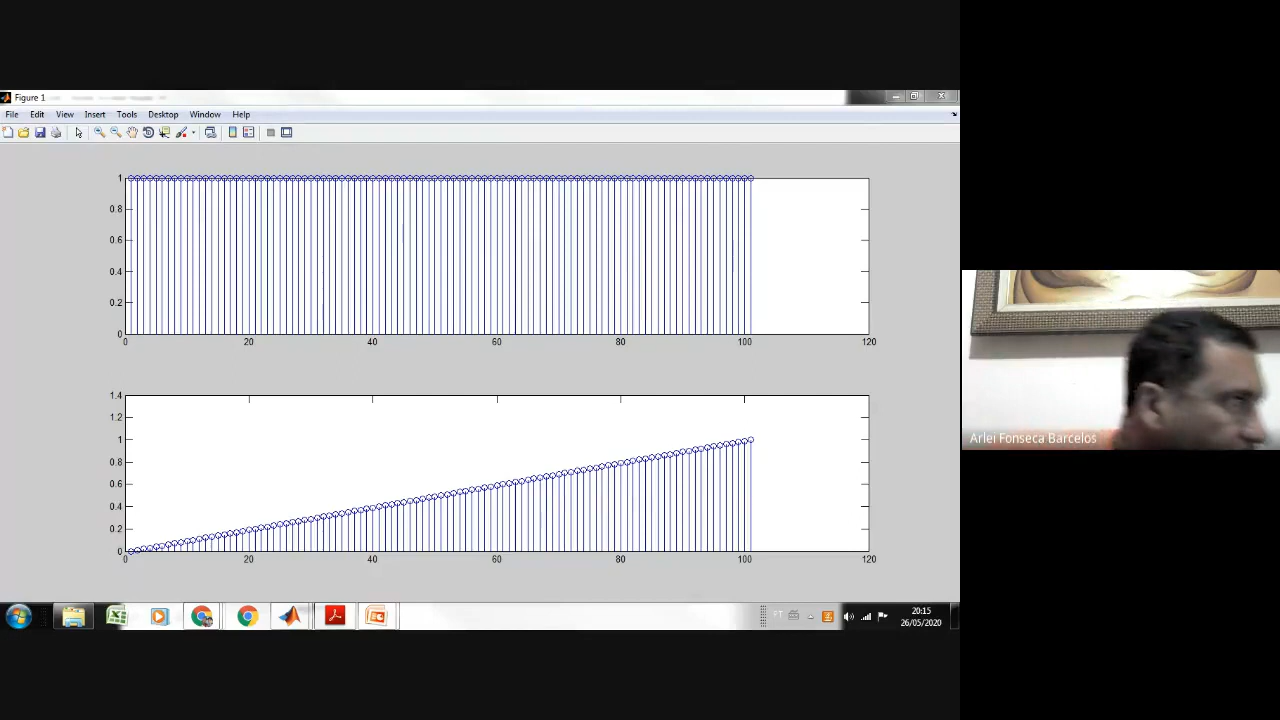 Figure 1
File Edit View Insert Tools Desktop Window Help
1
0.8
0.6
0.4
0.2
0
0 20 40 60 80 100 120
1.4
1.2
1
0.8
0.6
0.4
0.2
0
0 20 40 60 80 100 120
Arlei Fonseca Barcelos
PT
20:15
26/05/2020